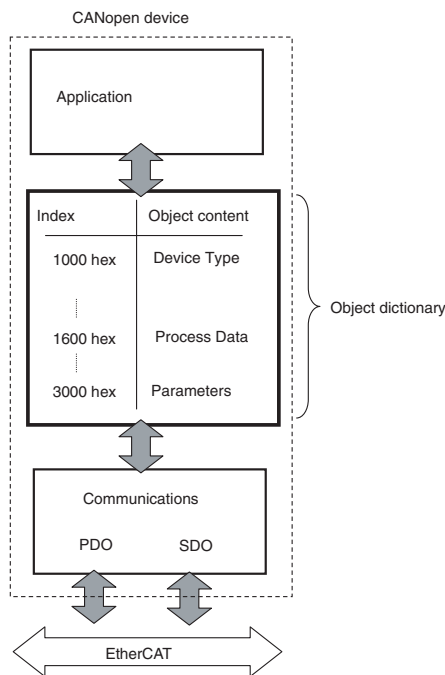 CANopen device
Application
Index Object content
1000 hex Device Type
1600 hex Process Data
3000 hex Parameters
Object dictionary
Communications
PDO SDO
EtherCAT